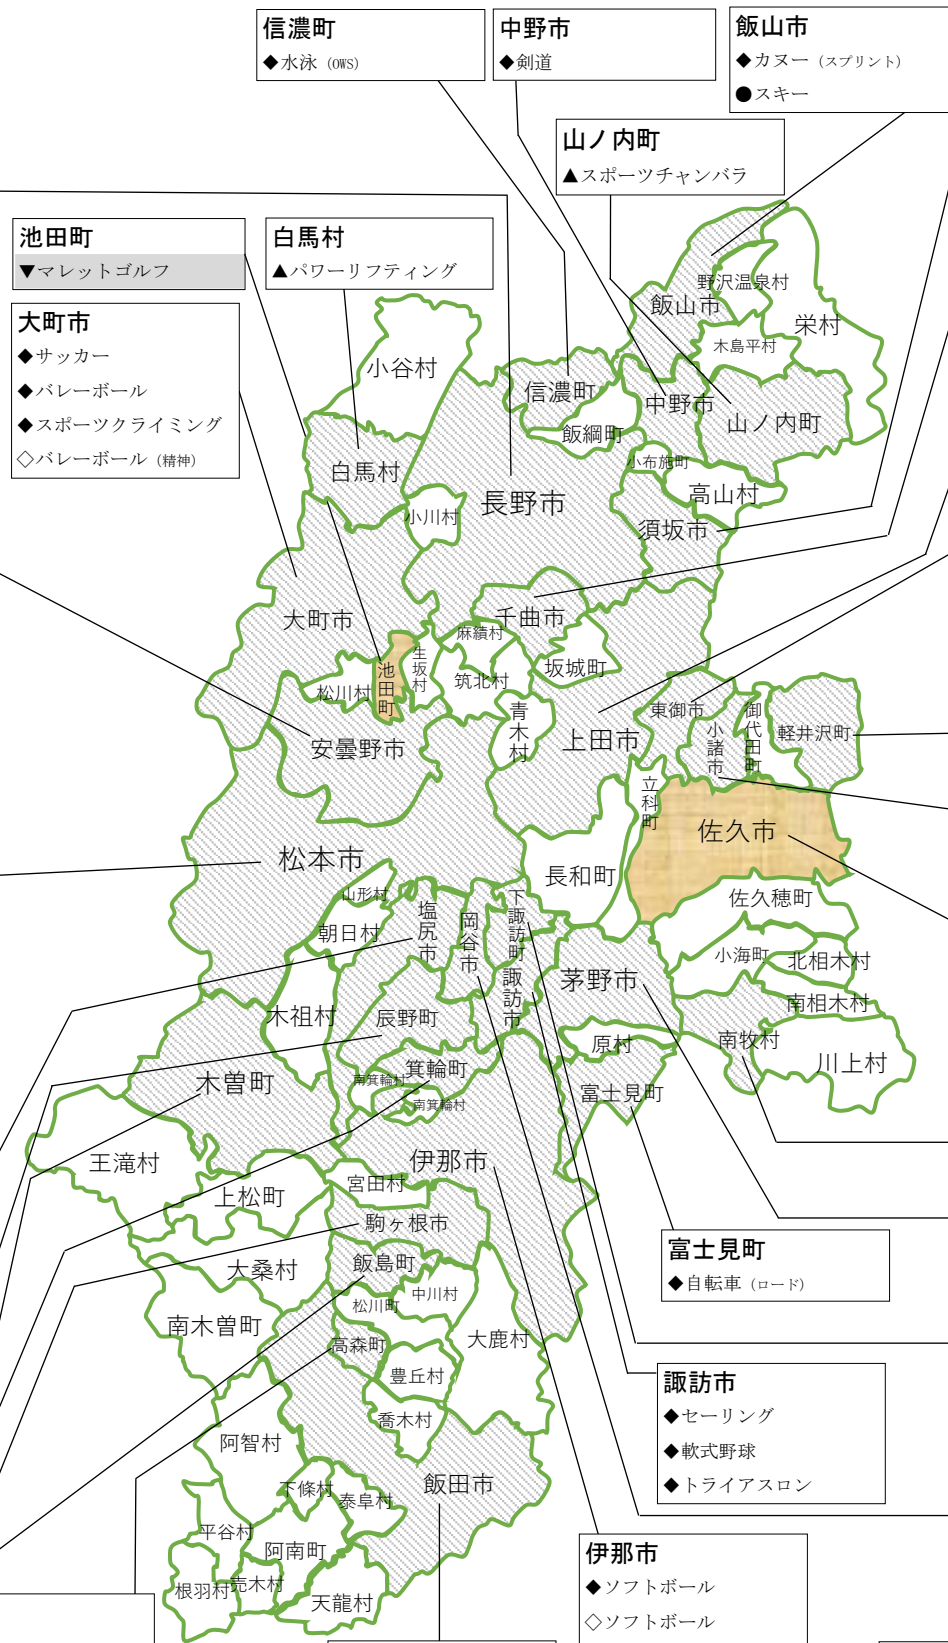 信濃町
◆水泳（OWS）
中野市
◆剣道
飯山市
◆カヌー（スプリント）
●スキー
山ノ内町
▲スポーツチャンバラ
池田町
▼マレットゴルフ
白馬村
▲パワーリフティング
大町市
◆サッカー
◆バレーボール
◆スポーツクライミング
◇バレーボール（精神）
野沢温泉村
飯山市
栄村
木島平村
小谷村
信濃町
中野市
山ノ内町
飯綱町
白馬村
小布施町
高山村
長野市
小川村
須坂市
千曲市
大町市
麻績村
生坂村
坂城町
池田町
筑北村
松川村
青木村
東御市
御代田町
軽井沢町
安曇野市
上田市
小諸市
立科町
佐久市
松本市
長和町
山形村
佐久穂町
朝日村
塩尻市
岡谷市
下諏訪町
小海町
北相木村
茅野市
諏訪市
南相木村
木祖村
辰野町
南牧村
原村
川上村
木曽町
箕輪町
南箕輪村
富士見町
南箕輪村
王滝村
伊那市
上松町
宮田村
駒ヶ根市
大桑村
飯島町
中川村
松川町
南木曽町
高森町
大鹿村
豊丘村
喬木村
阿智村
飯田市
下條村
泰阜村
平谷村
阿南町
根羽村
売木村
天龍村
富士見町
◆自転車（ロード）
諏訪市
◆セーリング
◆軟式野球
◆トライアスロン
伊那市
◆ソフトボール
◇ソフトボール